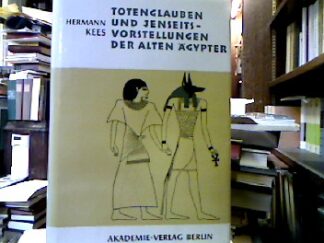 HERMANN
KEES
TOTENGLAUBEN
UND JENSEITS-
VORSTELLUNGEN
DER ALTEN ÄGYPTER
AKADEMIE-VERLAG BERLIN